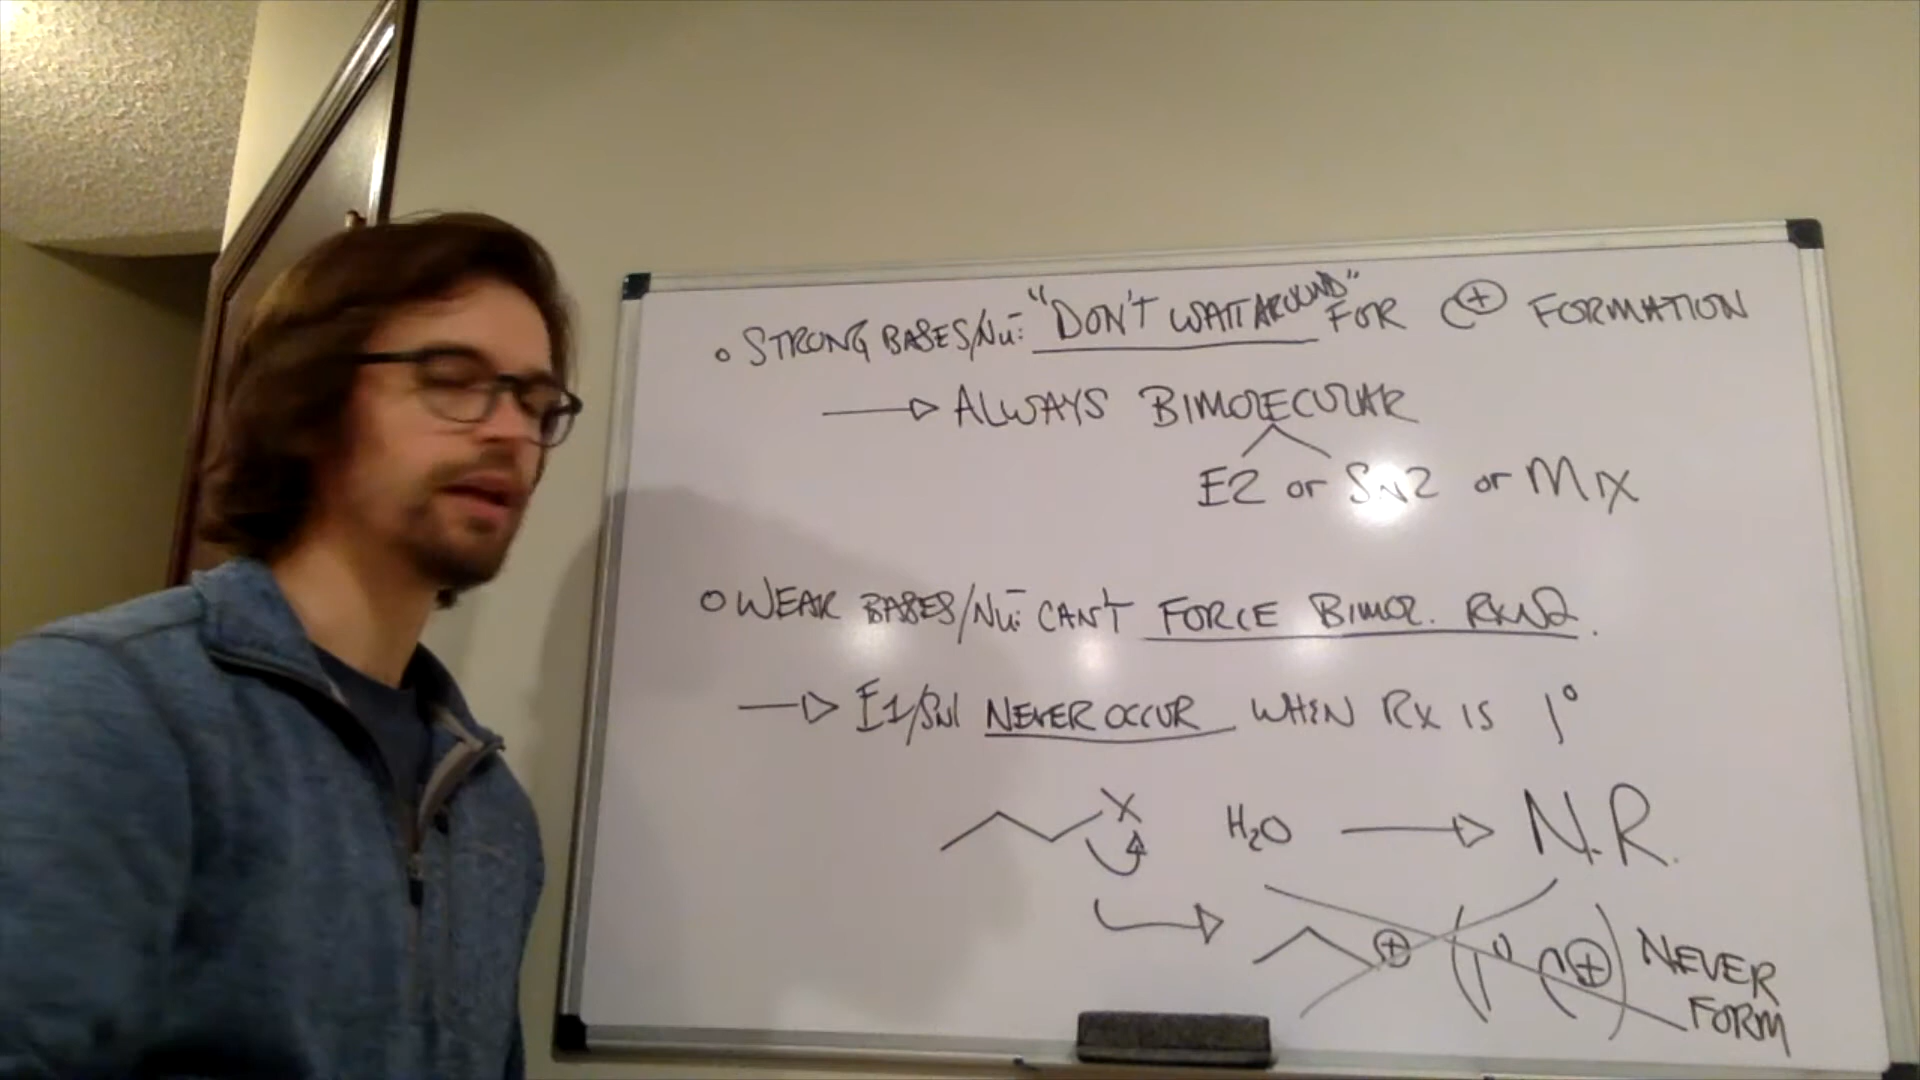 • STRONG BASES/Nu:⁻ "DON'T WAIT AROUND" FOR C⊕ FORMATION
→ ALWAYS BIMOLECULAR
E2 or SN2 or MIX
• WEAK BASES/Nu:⁻ CAN'T FORCE BIMOL. RXNS.
→ E1/SN1 NEVER OCCUR WHEN RX IS 1°
X H₂O → N.R.
⊕ (1° C⊕) NEVER FORM